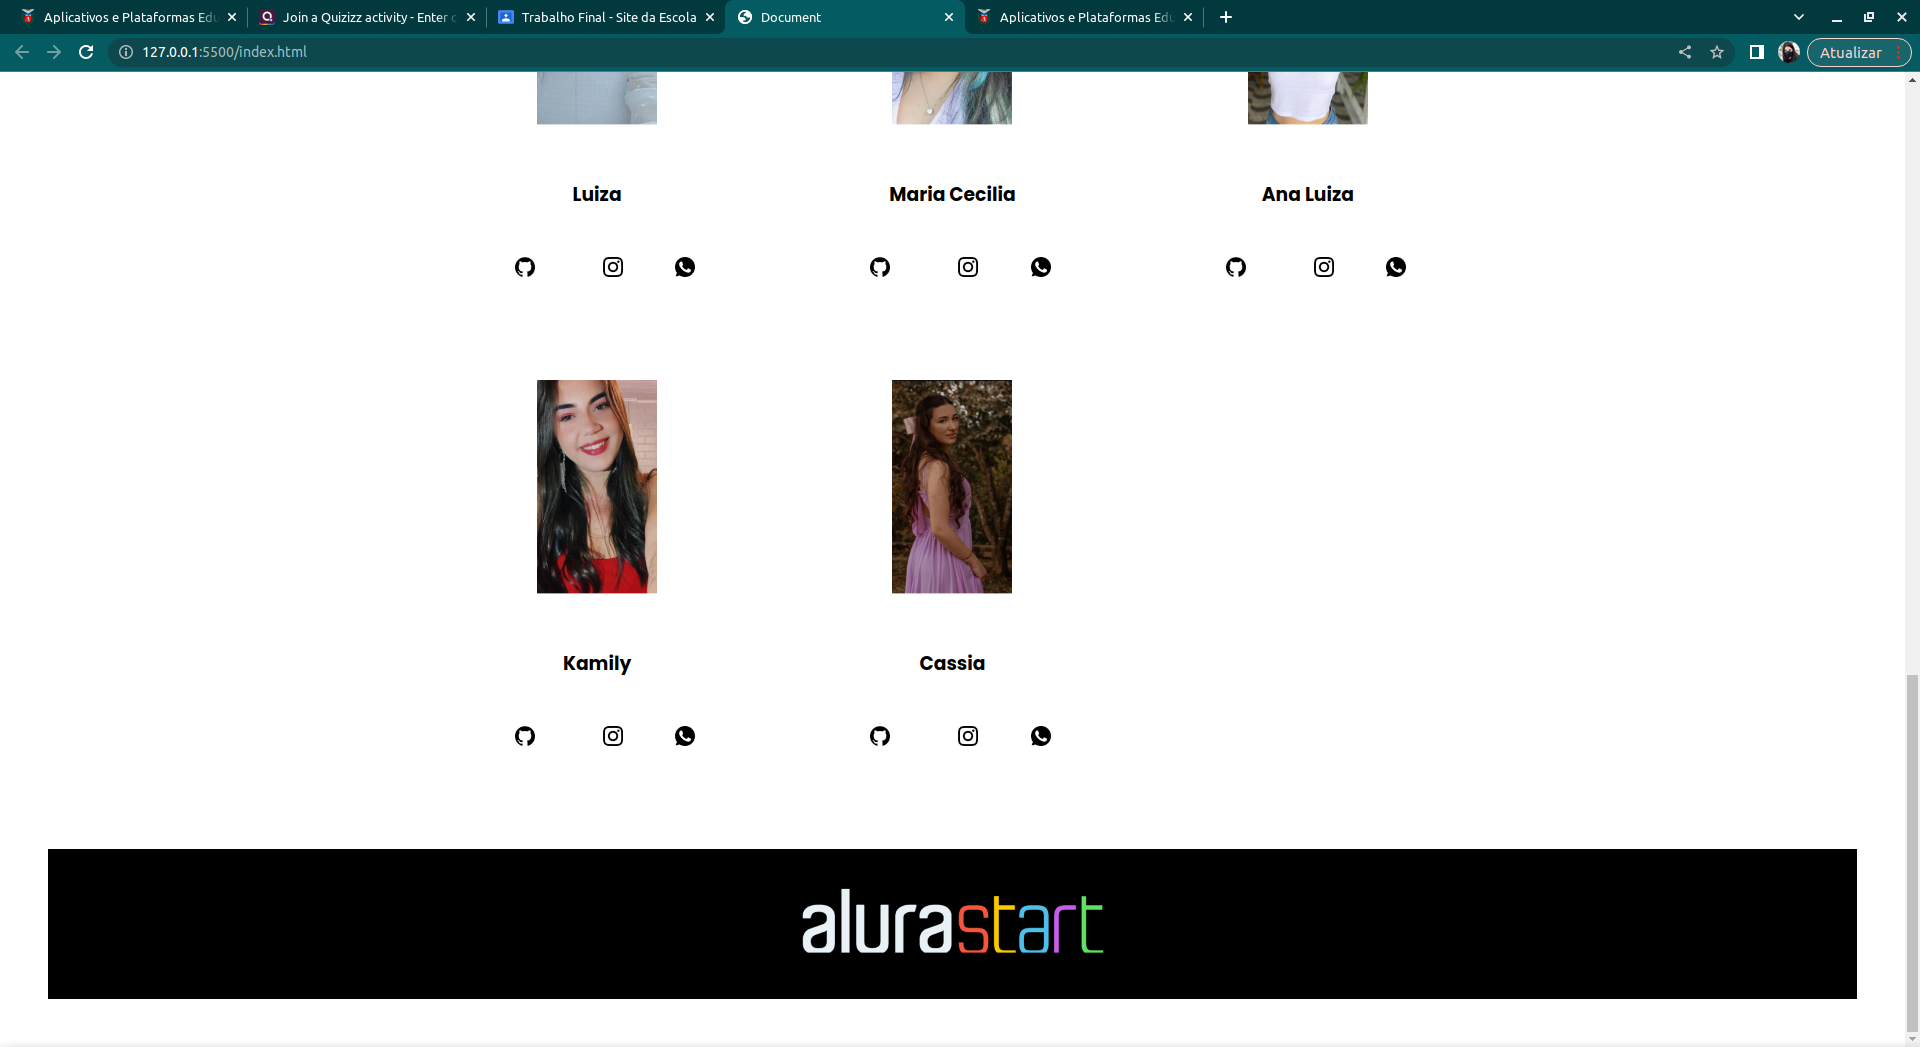 Aplicativos e Plataformas Edu
Join a Quizizz activity - Enter c
Trabalho Final - Site da Escola
Document
Aplicativos e Plataformas Edu
127.0.0.1:5500/index.html
Atualizar
Luiza
Maria Cecilia
Ana Luiza
Kamily
Cassia
alurastart